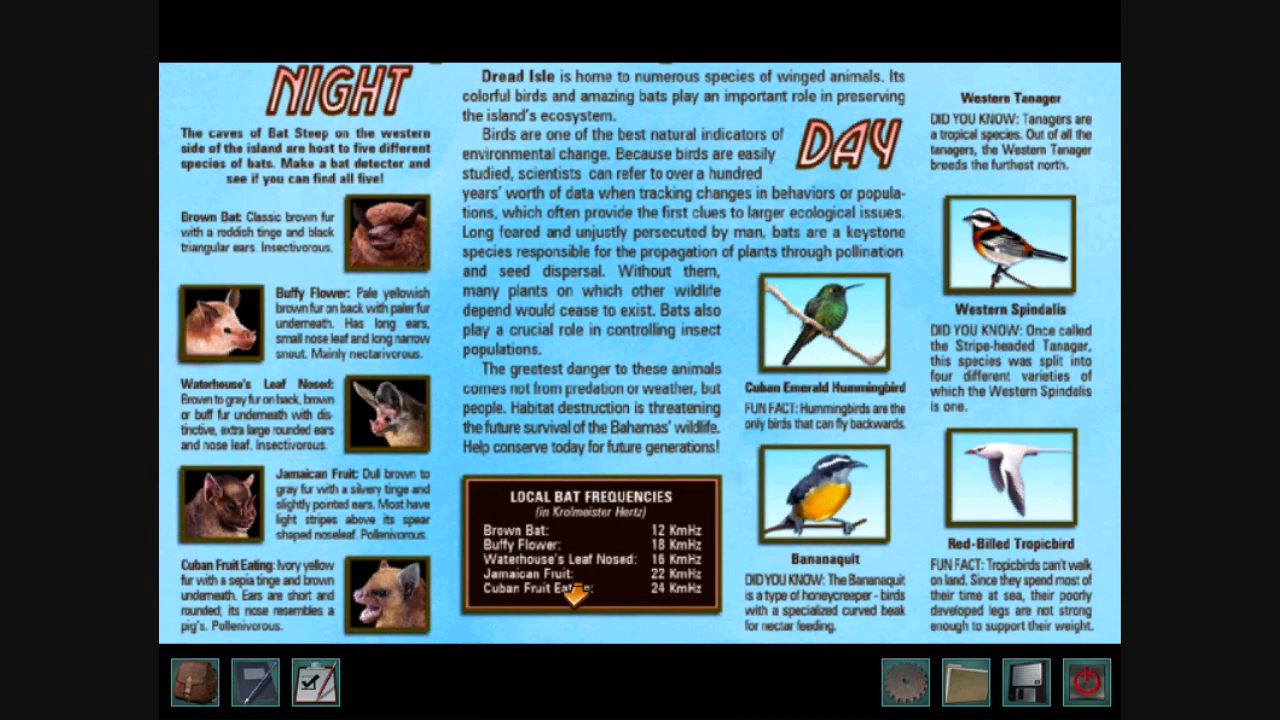 NIGHT
The caves of Bat Steep on the western
side of the island are host to five different
species of bats. Make a bat detector and
see if you can find all five!
Brown Bat: Classic brown fur
with a reddish tinge and black
triangular ears. Insectivorous.
Buffy Flower: Pale yellowish
brown fur on back with paler fur
underneath. Has long ears,
small nose leaf and long narrow
snout. Mainly nectarivorous.
Waterhouse's Leaf Nosed:
Brown to gray fur on back, brown
or buff fur underneath with dis-
tinctive, extra large rounded ears
and nose leaf. Insectivorous.
Jamaican Fruit: Dull brown to
gray fur with a silvery tinge and
slightly pointed ears. Most have
light stripes above its spear
shaped noseleaf. Pollenivorous.
Cuban Fruit Eating: Ivory yellow
fur with a sepia tinge and brown
underneath. Ears are short and
rounded; its nose resembles a
pig's. Pollenivorous.
Dread Isle is home to numerous species of winged animals. Its
colorful birds and amazing bats play an important role in preserving
the island's ecosystem.
Birds are one of the best natural indicators of
environmental change. Because birds are easily
studied, scientists can refer to over a hundred
years' worth of data when tracking changes in behaviors or popula-
tions, which often provide the first clues to larger ecological issues.
Long feared and unjustly persecuted by man, bats are a keystone
species responsible for the propagation of plants through pollination
and seed dispersal. Without them,
many plants on which other wildlife
depend would cease to exist. Bats also
play a crucial role in controlling insect
populations.
The greatest danger to these animals
comes not from predation or weather, but
people. Habitat destruction is threatening
the future survival of the Bahamas' wildlife.
Help conserve today for future generations!
LOCAL BAT FREQUENCIES
(in Krolmeister Hertz)
Brown Bat: 12 KmHz
Buffy Flower: 18 KmHz
Waterhouse's Leaf Nosed: 16 KmHz
Jamaican Fruit: 22 KmHz
Cuban Fruit 24 KmHz
DAY
Cuban Emerald Hummingbird
FUN FACT: Hummingbirds are the
only birds that can fly backwards.
Bananaquit
DID YOU KNOW: The Bananaquit
is a type of honeycreeper - birds
with a specialized curved beak
for nectar feeding.
Western Tanager
DID YOU KNOW: Tanagers are
a tropical species. Out of all the
tanagers, the Western Tanager
breeds the furthest north.
Western Spindalis
DID YOU KNOW: Once called
the Stripe-headed Tanager,
this species was split into
four different varieties of
which the Western Spindalis
is one.
Red-Billed Tropicbird
FUN FACT: Tropicbirds can't walk
on land. Since they spend most of
their time at sea, their poorly
developed legs are not strong
enough to support their weight.